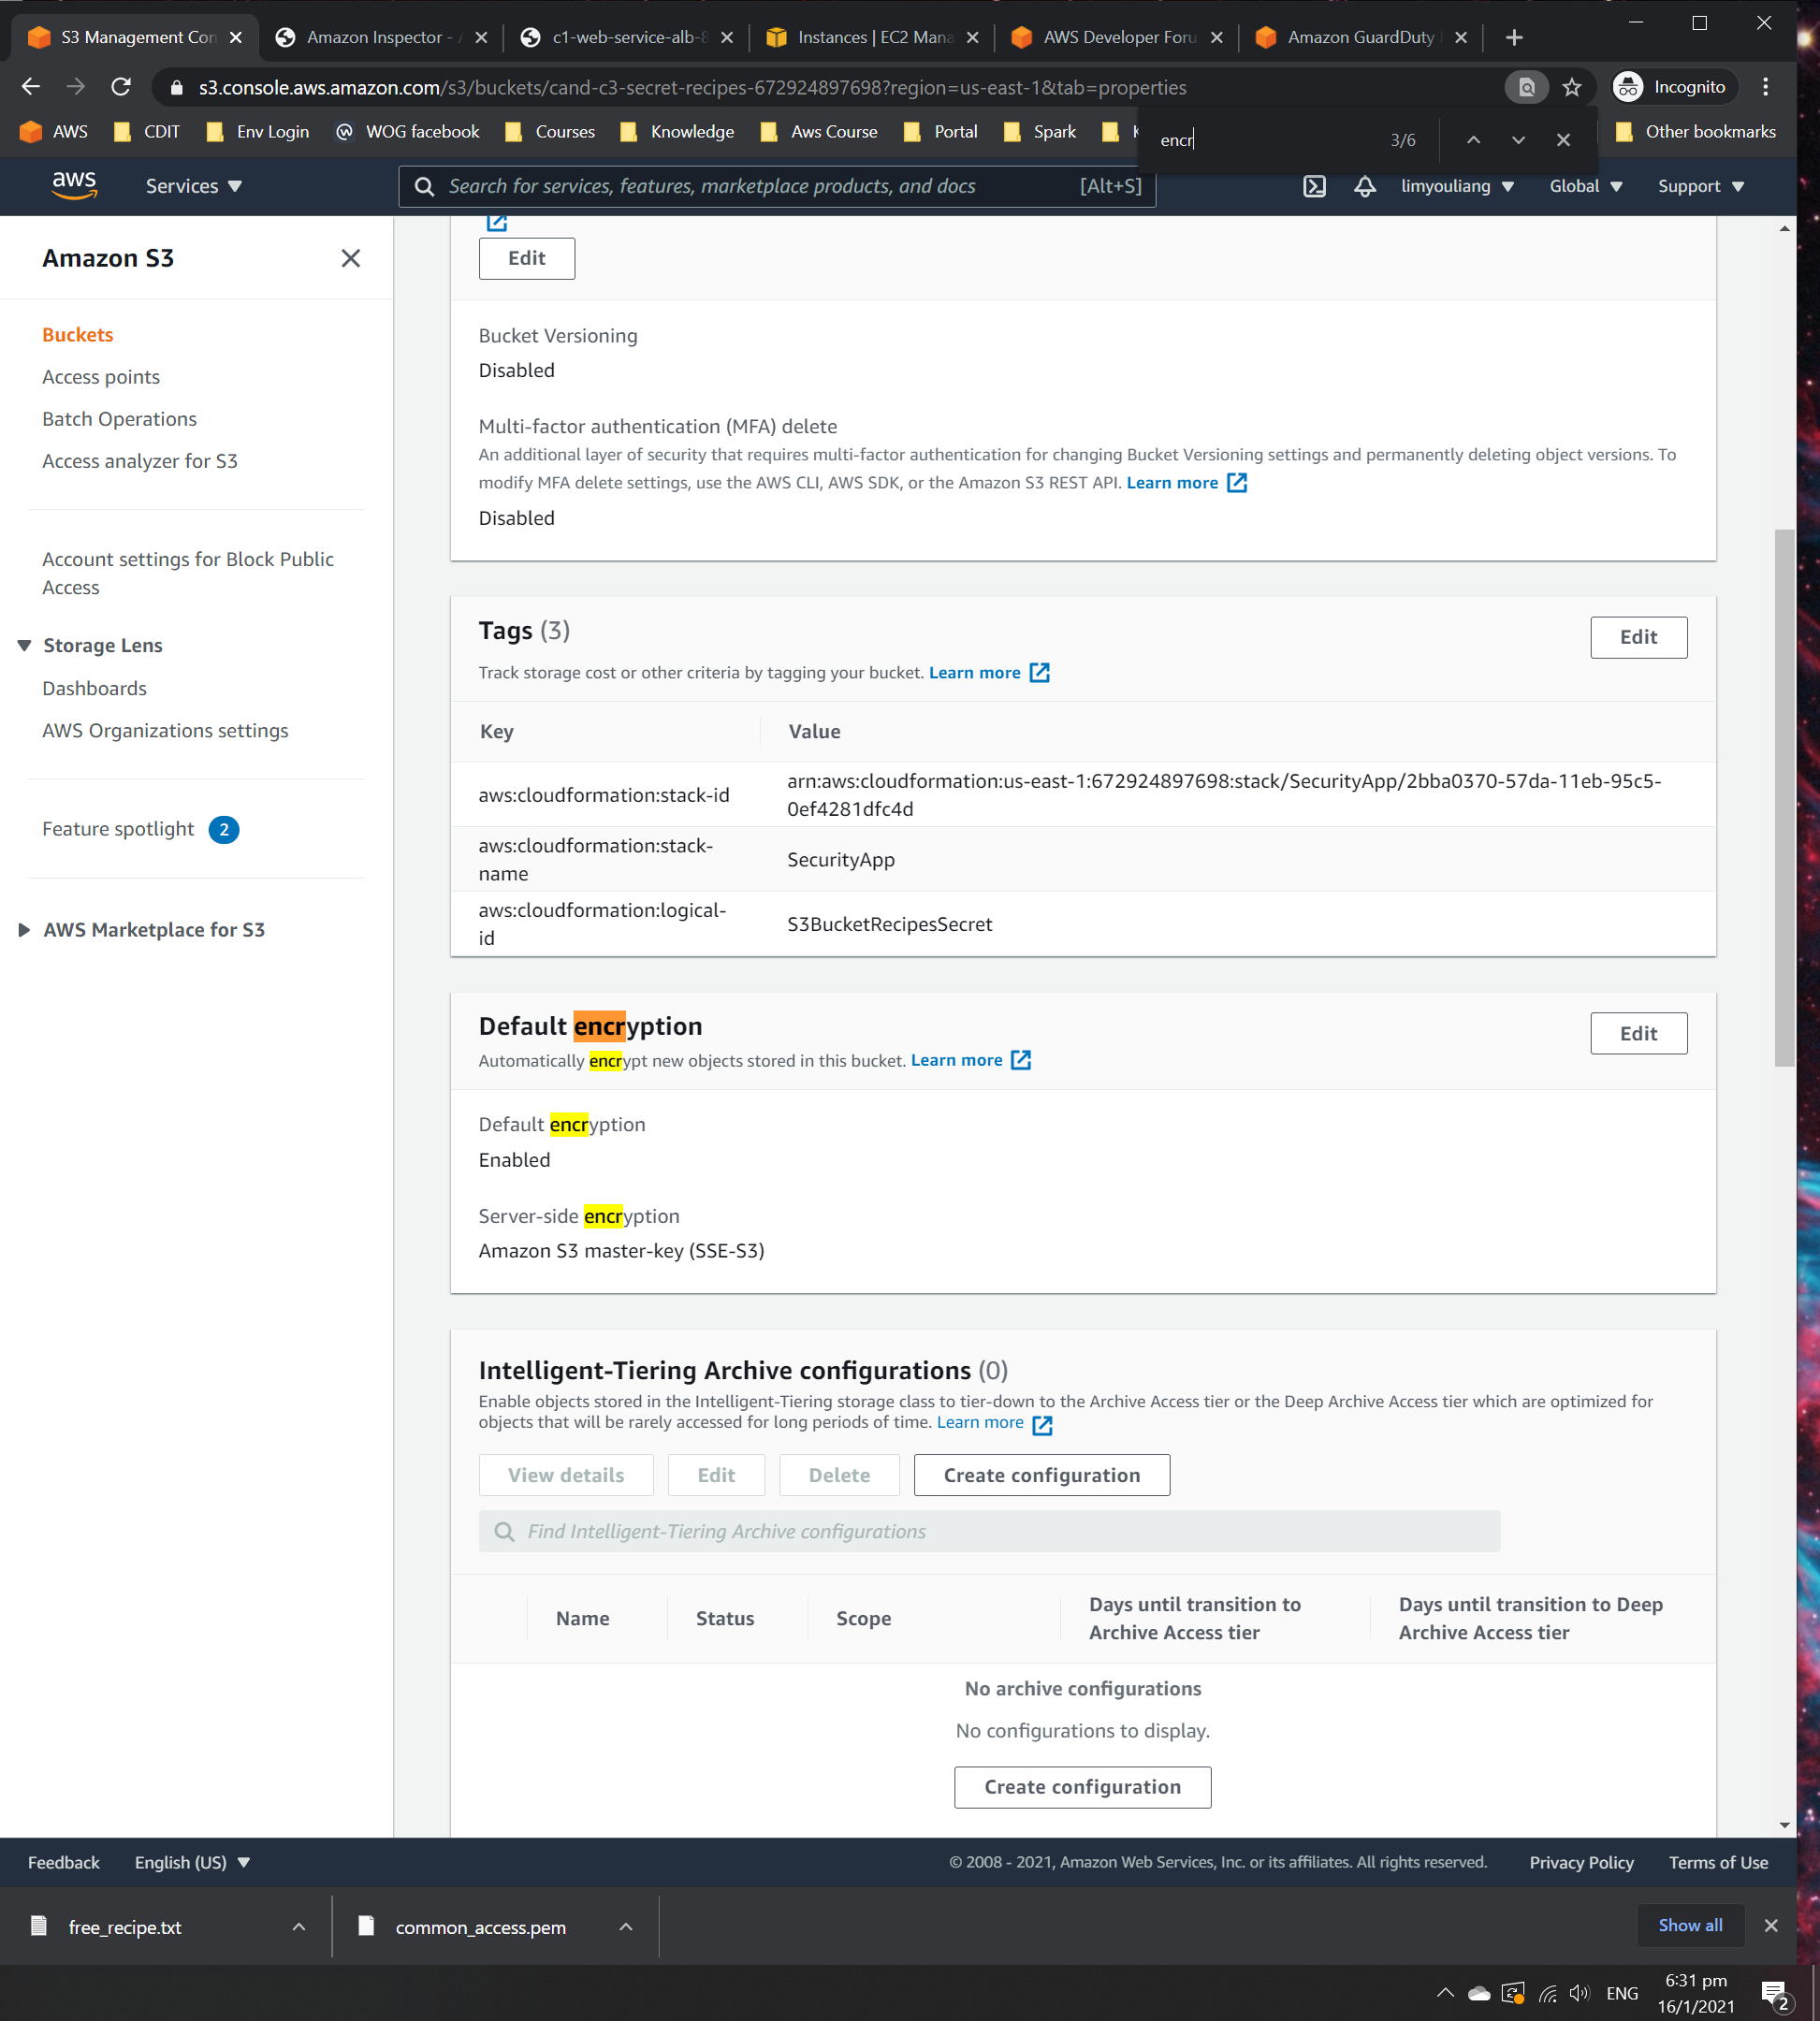 S3 Management Con
Amazon Inspector - A
c1-web-service-alb-8
Instances | EC2 Mana
AWS Developer Foru
Amazon GuardDuty
s3.console.aws.amazon.com/s3/buckets/cand-c3-secret-recipes-672924897698?region=us-east-1&tab=properties
Incognito
AWS
CDIT
Env Login
WOG facebook
Courses
Knowledge
Aws Course
Portal
Spark
K
Other bookmarks
encr
3/6
aws
Services
Search for services, features, marketplace products, and docs
[Alt+S]
limyouliang
Global
Support
Amazon S3
Buckets
Access points
Batch Operations
Access analyzer for S3
Account settings for Block Public
Access
Storage Lens
Dashboards
AWS Organizations settings
Feature spotlight 2
AWS Marketplace for S3
Edit
Bucket Versioning
Disabled
Multi-factor authentication (MFA) delete
An additional layer of security that requires multi-factor authentication for changing Bucket Versioning settings and permanently deleting object versions. To
modify MFA delete settings, use the AWS CLI, AWS SDK, or the Amazon S3 REST API. Learn more
Disabled
Tags (3)
Edit
Track storage cost or other criteria by tagging your bucket. Learn more
Key
Value
aws:cloudformation:stack-id
arn:aws:cloudformation:us-east-1:672924897698:stack/SecurityApp/2bba0370-57da-11eb-95c5-
0ef4281dfc4d
aws:cloudformation:stack-
name
SecurityApp
aws:cloudformation:logical-
id
S3BucketRecipesSecret
Default encryption
Edit
Automatically encrypt new objects stored in this bucket. Learn more
Default encryption
Enabled
Server-side encryption
Amazon S3 master-key (SSE-S3)
Intelligent-Tiering Archive configurations (0)
Enable objects stored in the Intelligent-Tiering storage class to tier-down to the Archive Access tier or the Deep Archive Access tier which are optimized for
objects that will be rarely accessed for long periods of time. Learn more
View details
Edit
Delete
Create configuration
Find Intelligent-Tiering Archive configurations
Name
Status
Scope
Days until transition to
Archive Access tier
Days until transition to Deep
Archive Access tier
No archive configurations
No configurations to display.
Create configuration
Feedback
English (US)
© 2008 - 2021, Amazon Web Services, Inc. or its affiliates. All rights reserved.
Privacy Policy
Terms of Use
free_recipe.txt
common_access.pem
Show all
ENG
6:31 pm
16/1/2021
2